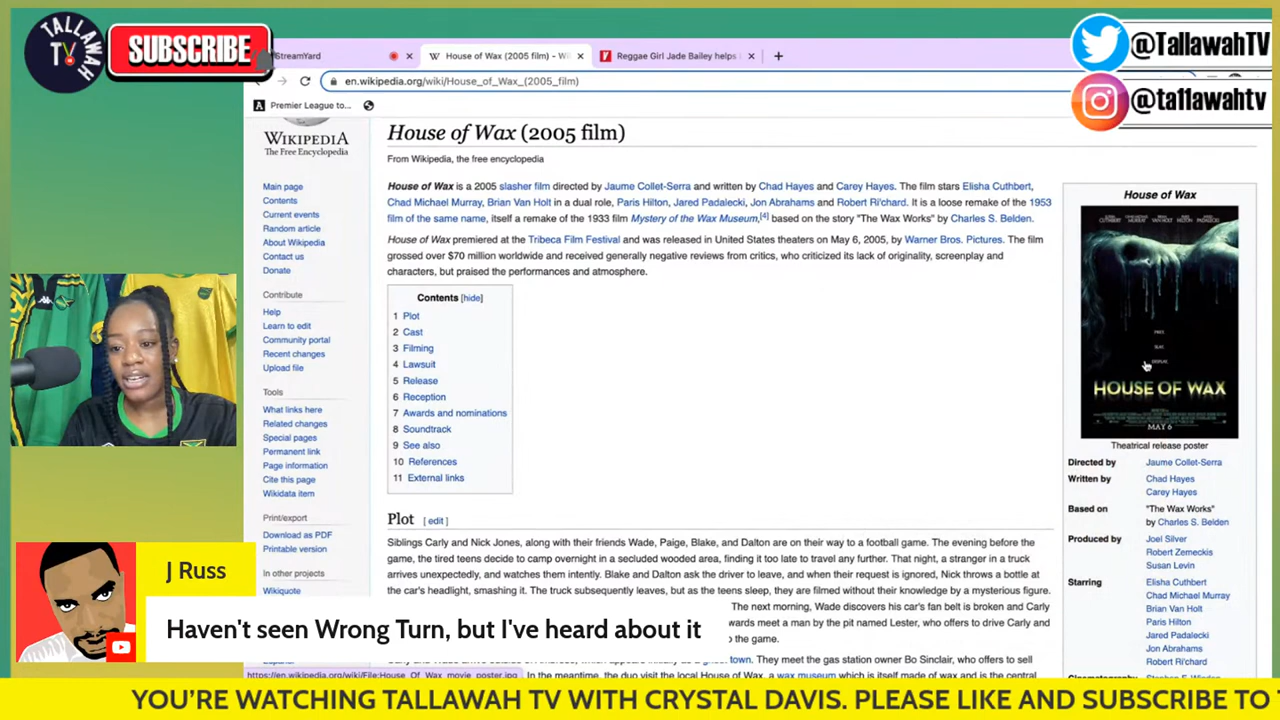 TALLAWAH
TV
SUBSCRIBE
StreamYard
House of Wax (2005 film) - Wi
Reggae Girl Jade Bailey helps
@TallawahTV
@ta11awahtv
en.wikipedia.org/wiki/House_of_Wax_(2005_film)
Premier League to...
WIKIPEDIA
The Free Encyclopedia
Main page
Contents
Current events
Random article
About Wikipedia
Contact us
Donate
Contribute
Help
Learn to edit
Community portal
Recent changes
Upload file
Tools
What links here
Related changes
Special pages
Permanent link
Page information
Cite this page
Wikidata item
Print/export
Download as PDF
Printable version
In other projects
Wikiquote
House of Wax (2005 film)
From Wikipedia, the free encyclopedia
House of Wax is a 2005 slasher film directed by Jaume Collet-Serra and written by Chad Hayes and Carey Hayes. The film stars Elisha Cuthbert,
Chad Michael Murray, Brian Van Holt in a dual role, Paris Hilton, Jared Padalecki, Jon Abrahams and Robert Ri'chard. It is a loose remake of the 1953
film of the same name, itself a remake of the 1933 film Mystery of the Wax Museum,[4] based on the story "The Wax Works" by Charles S. Belden.
House of Wax premiered at the Tribeca Film Festival and was released in United States theaters on May 6, 2005, by Warner Bros. Pictures. The film
grossed over $70 million worldwide and received generally negative reviews from critics, who criticized its lack of originality, screenplay and
characters, but praised the performances and atmosphere.
Contents [hide]
1 Plot
2 Cast
3 Filming
4 Lawsuit
5 Release
6 Reception
7 Awards and nominations
8 Soundtrack
9 See also
10 References
11 External links
Plot [ edit ]
Siblings Carly and Nick Jones, along with their friends Wade, Paige, Blake, and Dalton are on their way to a football game. The evening before the
game, the tired teens decide to camp overnight in a secluded wooded area, finding it too late to travel any further. That night, a stranger in a truck
arrives unexpectedly, and watches them intently. Blake and Dalton ask the driver to leave, and when their request is ignored, Nick throws a bottle at
the car's headlight, smashing it. The truck subsequently leaves, but as the teens sleep, they are filmed without their knowledge by a mysterious figure.
The next morning, Wade discovers his car's fan belt is broken and Carly
wards meet a man by the pit named Lester, who offers to drive Carly and
the game.
town. They meet the gas station owner Bo Sinclair, who offers to sell
In the meantime, the duo visit the local House of Wax, a wax museum which is itself made of wax and is the central
House of Wax
HOUSE OF WAX
MAY 6
Theatrical release poster
Directed by Jaume Collet-Serra
Written by Chad Hayes
Carey Hayes
Based on "The Wax Works"
by Charles S. Belden
Produced by Joel Silver
Robert Zemeckis
Susan Levin
Starring Elisha Cuthbert
Chad Michael Murray
Brian Van Holt
Paris Hilton
Jared Padalecki
Jon Abrahams
Robert Ri'chard
https://en.wikipedia.org/wiki/File:House_Of_Wax_movie_poster.jpg
J Russ
Haven't seen Wrong Turn, but I've heard about it
YOU'RE WATCHING TALLAWAH TV WITH CRYSTAL DAVIS. PLEASE LIKE AND SUBSCRIBE TO